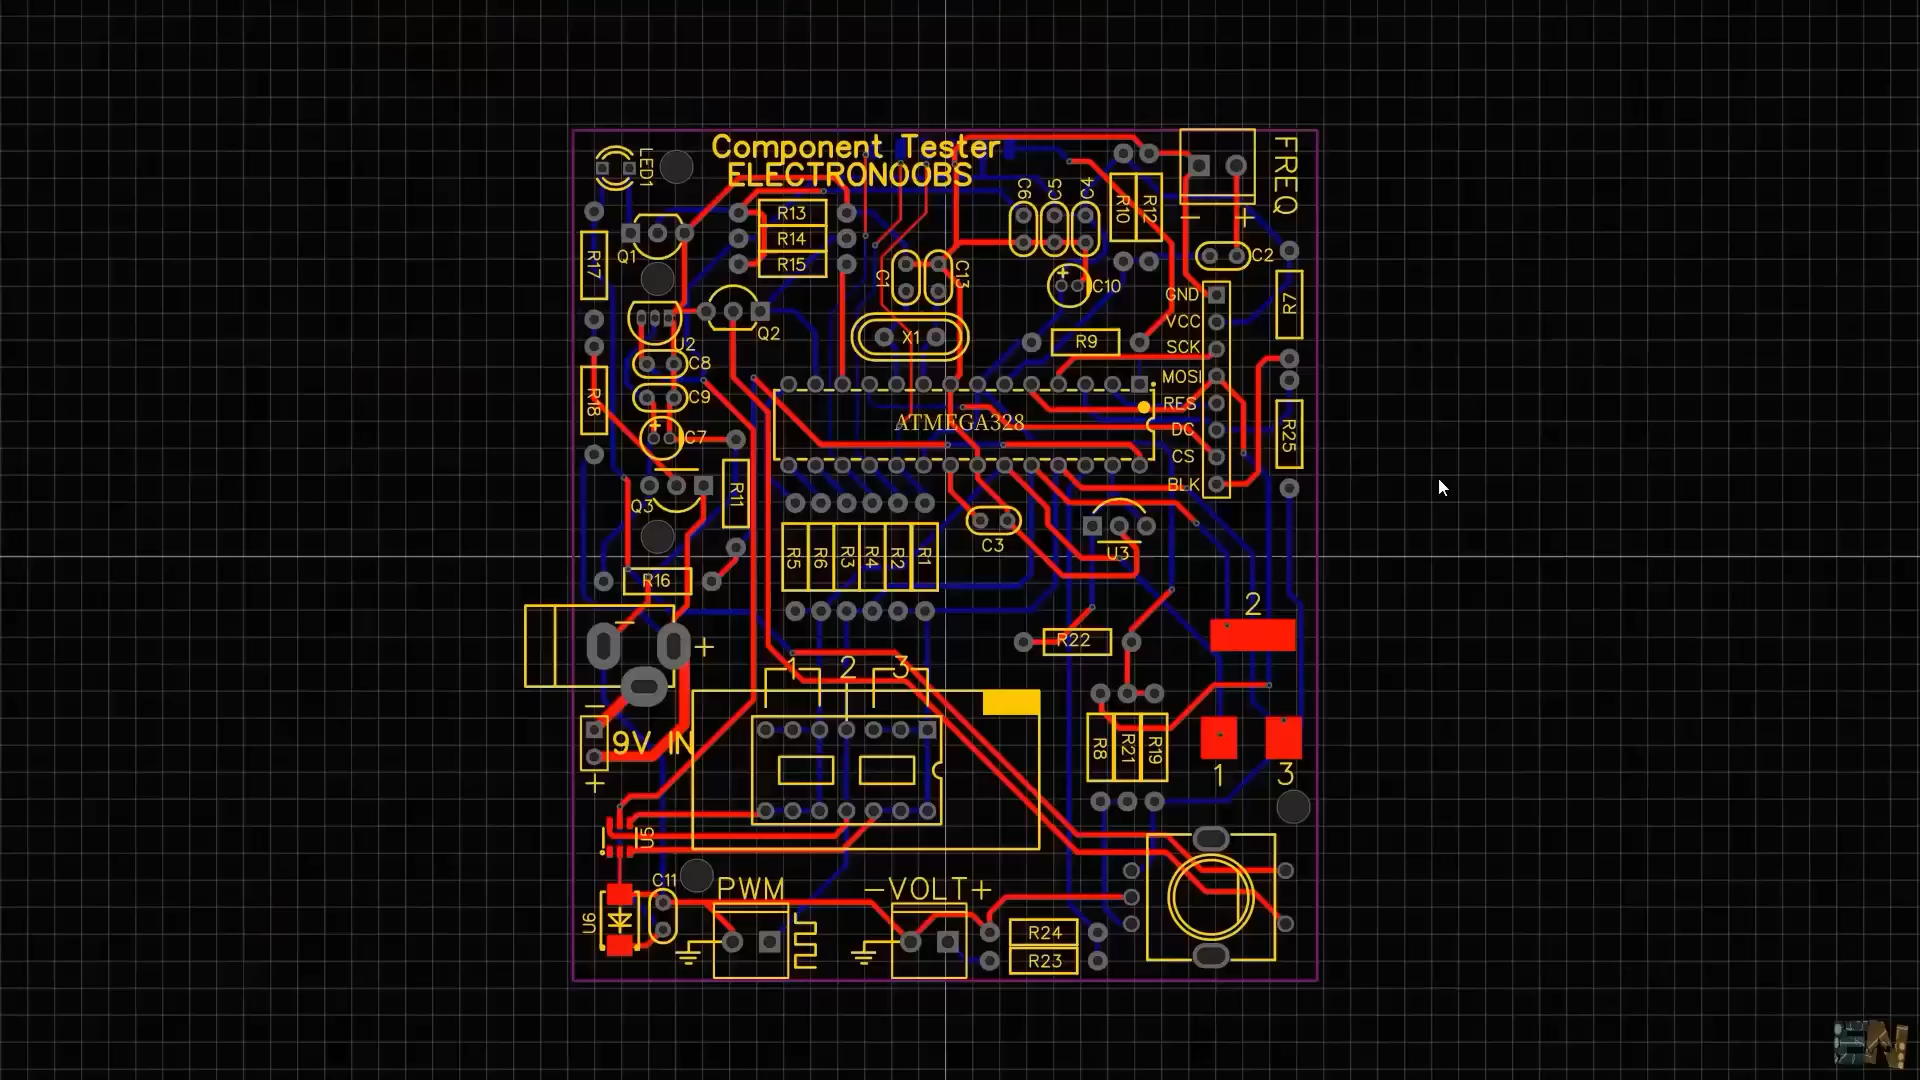 Component Tester
ELECTRONOOBS
LED1
FREQ
C6
C5
C4
R10
R12
R13
R14
R15
Q1
R17
C1
C13
C10
C2
R7
GND
VCC
SCK
MOSI
RES
DC
CS
BLK
Q2
X1
R9
U2
C8
C9
C7
R18
ATMEGA328
R25
Q3
R11
R5
R6
R3
R4
R2
R1
C3
U3
R16
R22
2
1
2
3
9V IN
R8
R21
R19
1
3
U5
C11
U6
PWM
-VOLT+
R24
R23
EN